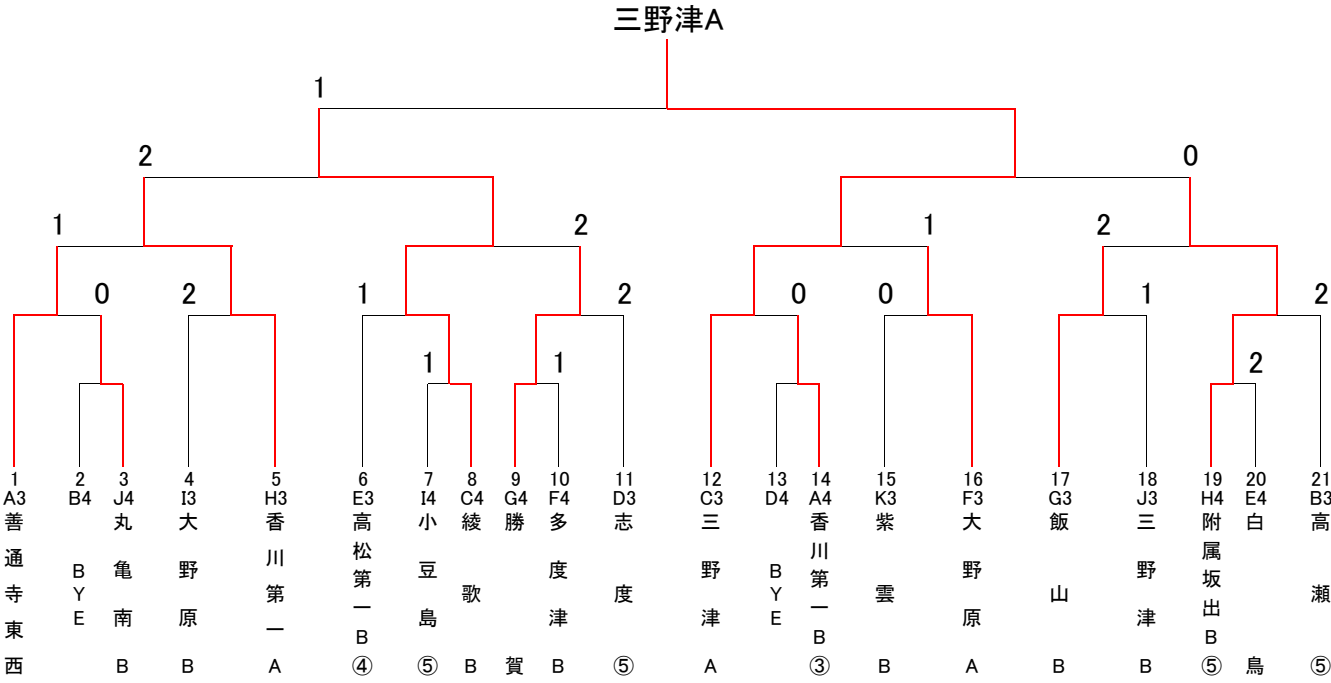 三野津A
1
2 0
1 2 1 2
0 2 1 2 0 0 1 2
1 1 2
1 2 3 4 5 6 7 8 9 10 11 12 13 14 15 16 17 18 19 20 21
A3 B4 J4 I3 H3 E3 I4 C4 G4 F4 D3 C3 D4 A4 K3 F3 G3 J3 H4 E4 B3
善通寺東西
BYE
丸亀南B
大野原B
香川第一A
高松第一B④
小豆島⑤
綾歌B
勝賀
多度津B
志度⑤
三野津A
BYE
香川第一B③
紫雲B
大野原A
飯山B
三野津B
附属坂出B⑤
白鳥
高瀬⑤